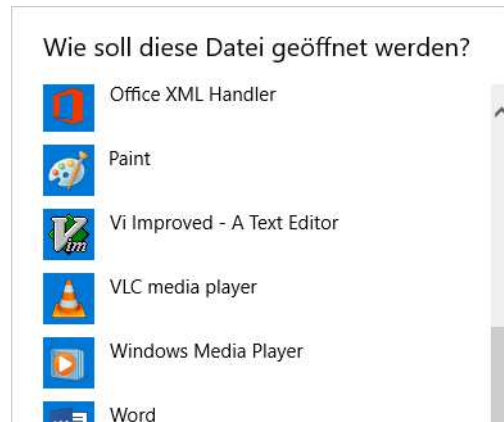 Wie soll diese Datei geöffnet werden?
Office XML Handler
Paint
Vi Improved - A Text Editor
Vim
VLC media player
Windows Media Player
Word